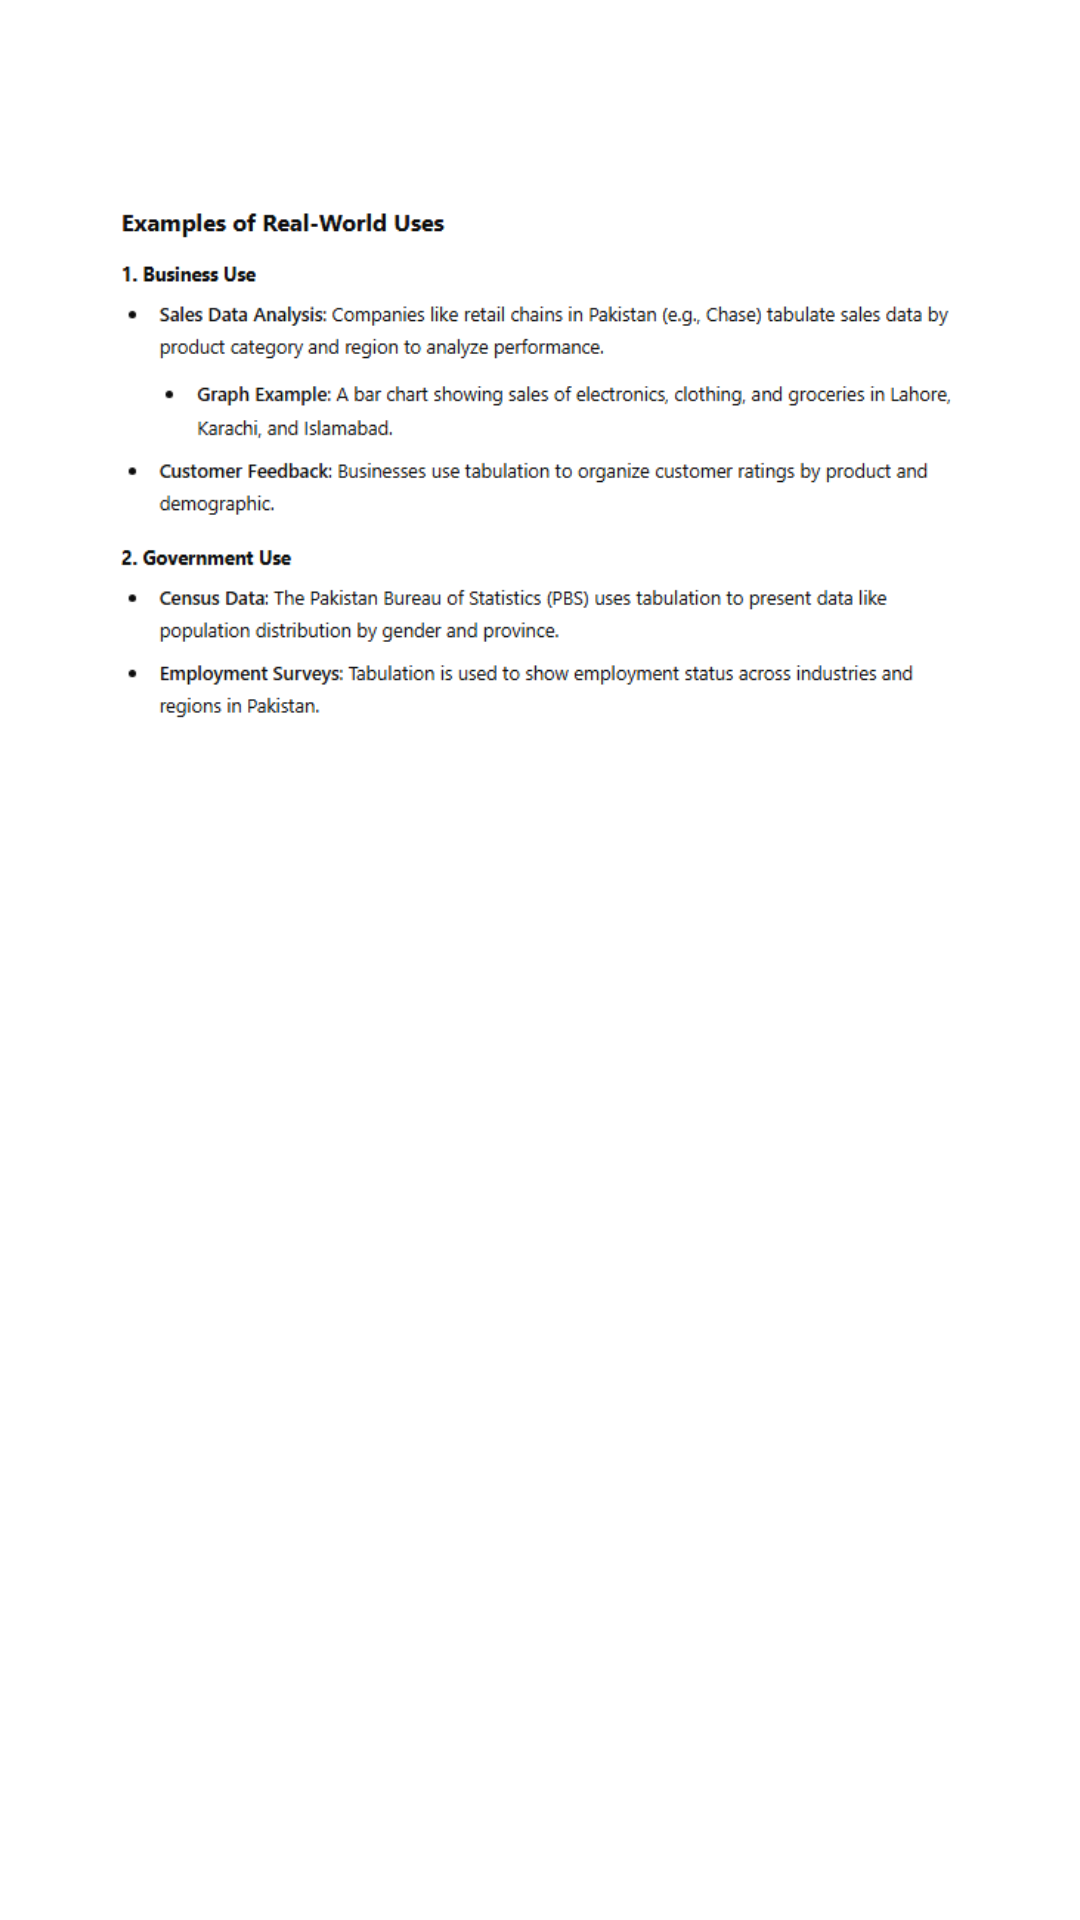 Examples of Real-World Uses
1. Business Use
• Sales Data Analysis: Companies like retail chains in Pakistan (e.g., Chase) tabulate sales data by
product category and region to analyze performance.
• Graph Example: A bar chart showing sales of electronics, clothing, and groceries in Lahore,
Karachi, and Islamabad.
• Customer Feedback: Businesses use tabulation to organize customer ratings by product and
demographic.
2. Government Use
• Census Data: The Pakistan Bureau of Statistics (PBS) uses tabulation to present data like
population distribution by gender and province.
• Employment Surveys: Tabulation is used to show employment status across industries and
regions in Pakistan.